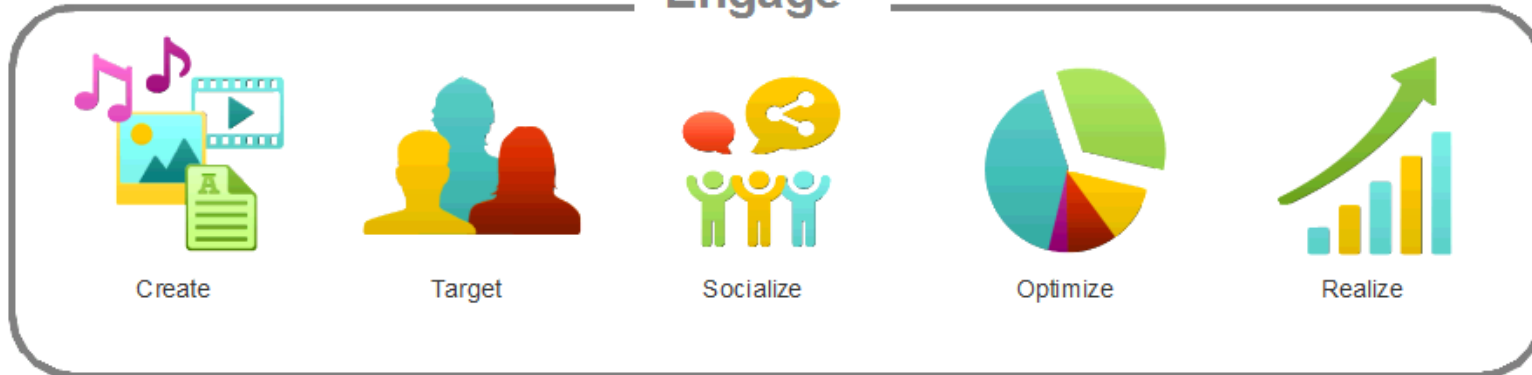 Engage
A
Create
Target
Socialize
Optimize
Realize